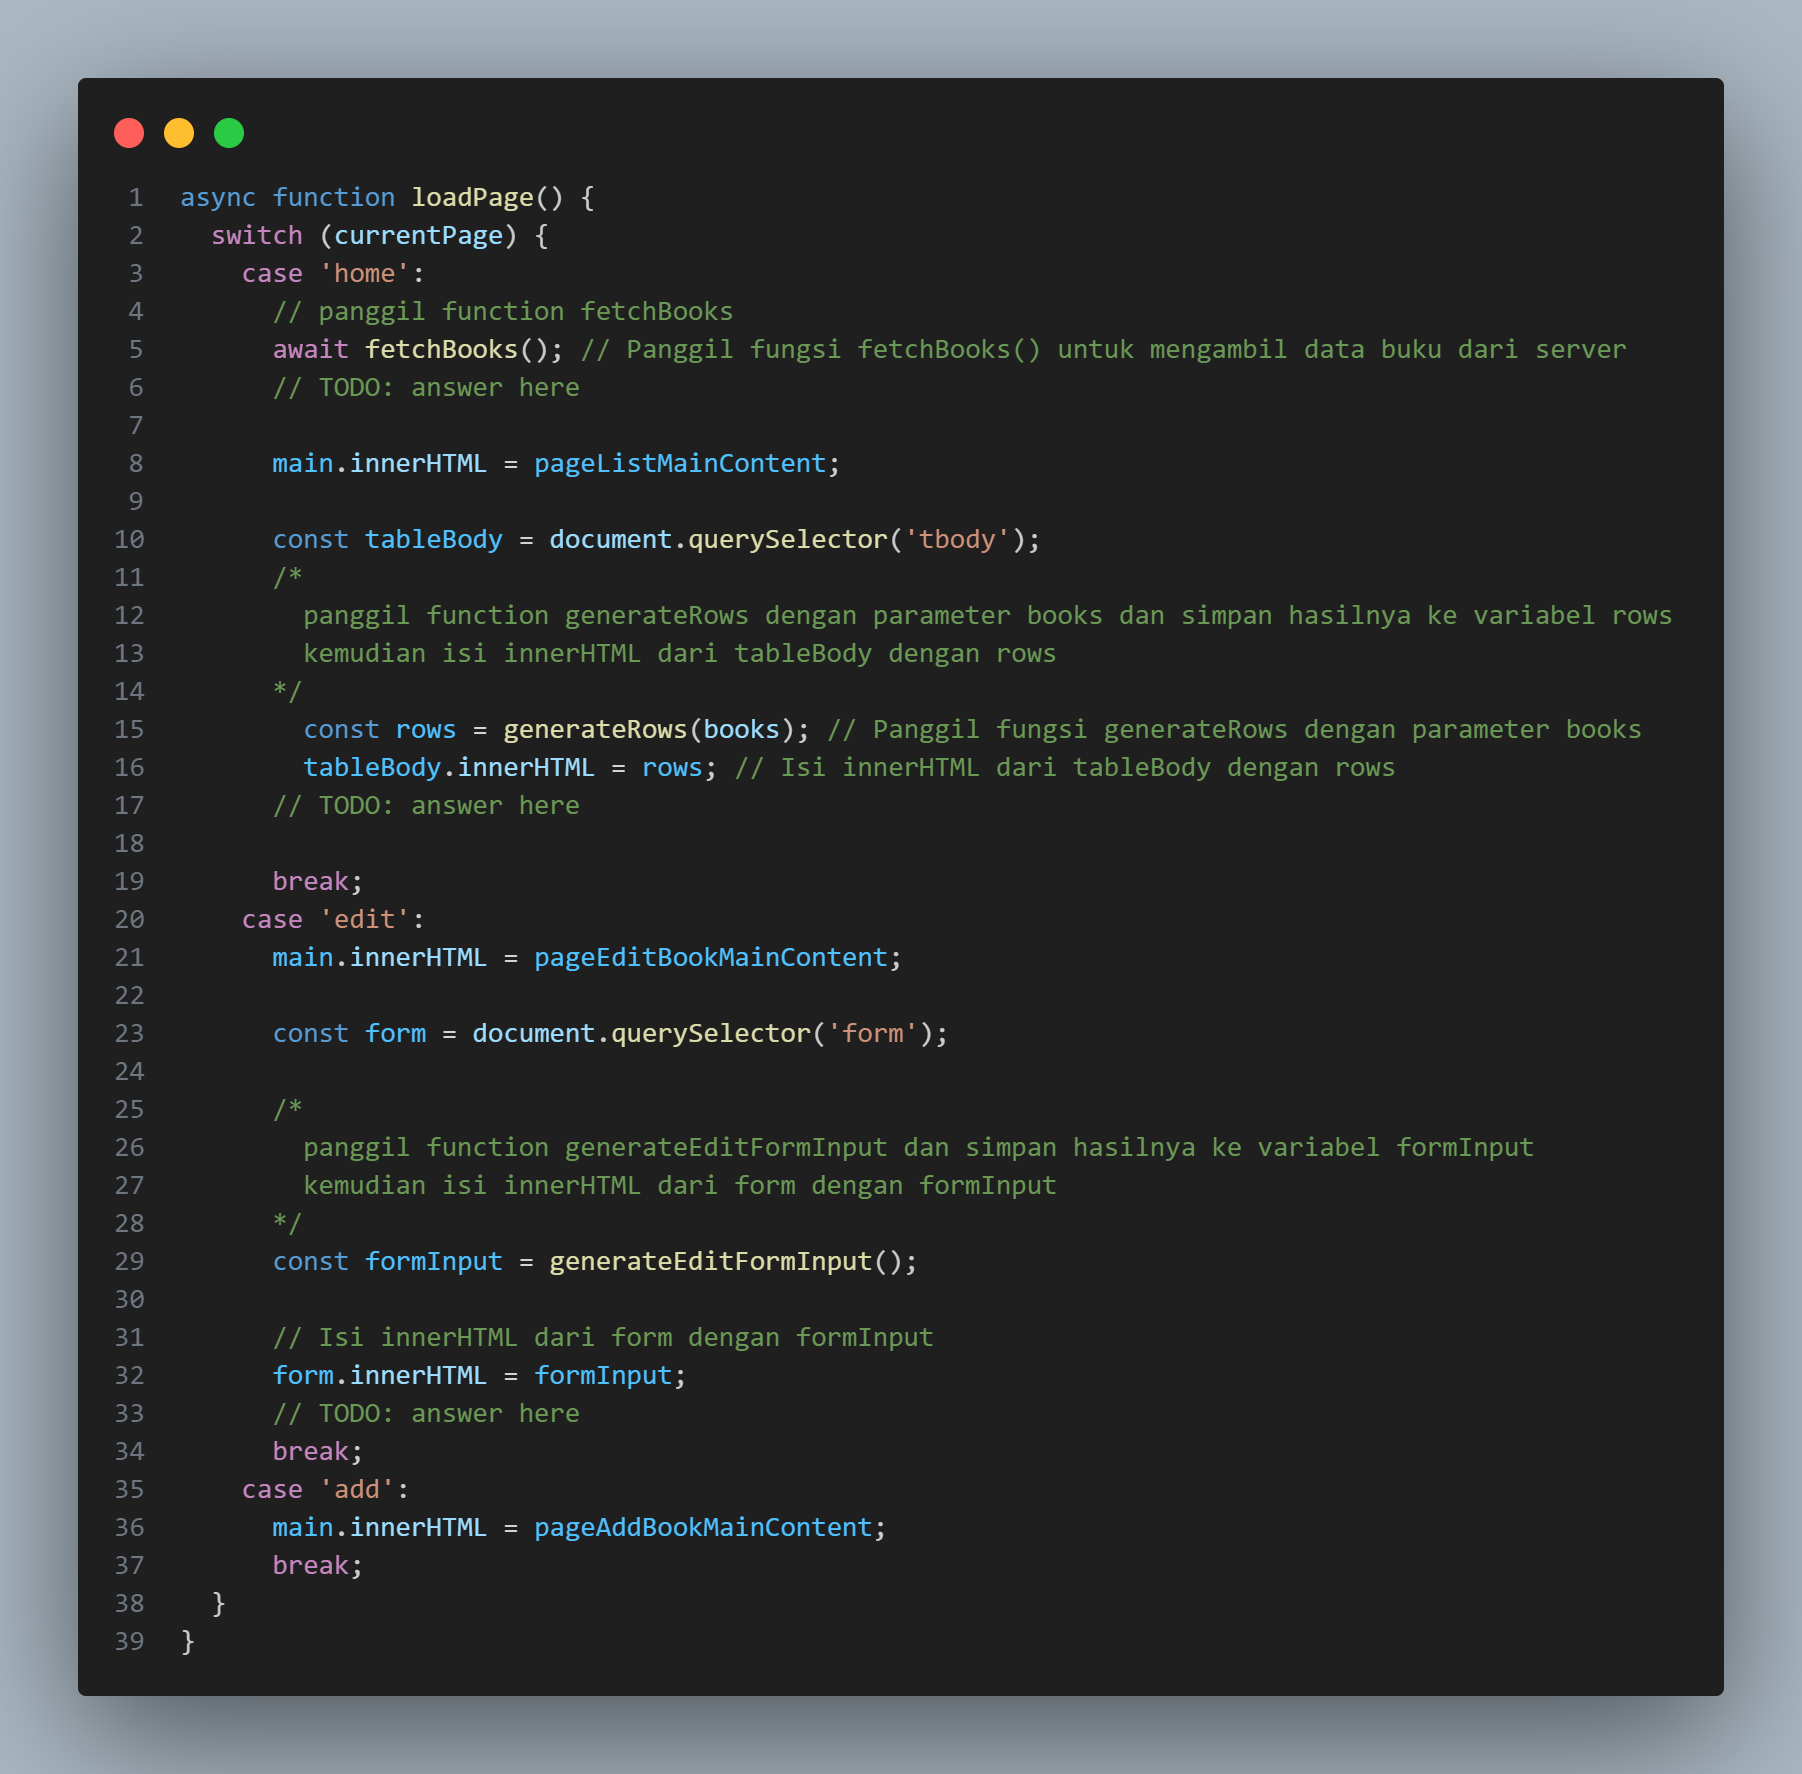 1 async function loadPage() {
2   switch (currentPage) {
3     case 'home':
4       // panggil function fetchBooks
5       await fetchBooks(); // Panggil fungsi fetchBooks() untuk mengambil data buku dari server
6       // TODO: answer here
7
8       main.innerHTML = pageListMainContent;
9
10       const tableBody = document.querySelector('tbody');
11       /*
12         panggil function generateRows dengan parameter books dan simpan hasilnya ke variabel rows
13         kemudian isi innerHTML dari tableBody dengan rows
14       */
15         const rows = generateRows(books); // Panggil fungsi generateRows dengan parameter books
16         tableBody.innerHTML = rows; // Isi innerHTML dari tableBody dengan rows
17       // TODO: answer here
18
19       break;
20     case 'edit':
21       main.innerHTML = pageEditBookMainContent;
22
23       const form = document.querySelector('form');
24
25       /*
26         panggil function generateEditFormInput dan simpan hasilnya ke variabel formInput
27         kemudian isi innerHTML dari form dengan formInput
28       */
29       const formInput = generateEditFormInput();
30
31       // Isi innerHTML dari form dengan formInput
32       form.innerHTML = formInput;
33       // TODO: answer here
34       break;
35     case 'add':
36       main.innerHTML = pageAddBookMainContent;
37       break;
38   }
39 }